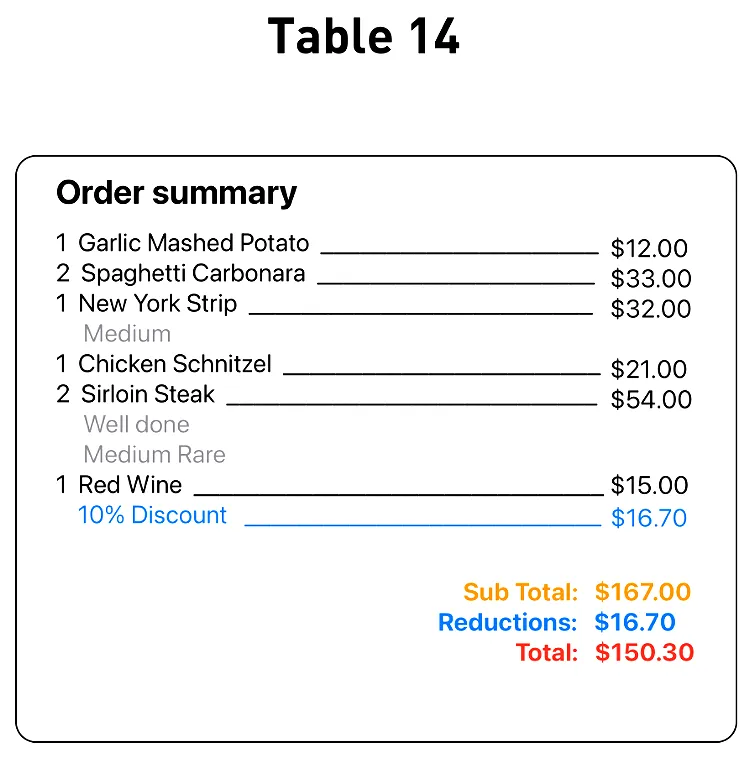 Table 14
Order summary
1 Garlic Mashed Potato $12.00
2 Spaghetti Carbonara $33.00
1 New York Strip $32.00
Medium
1 Chicken Schnitzel $21.00
2 Sirloin Steak $54.00
Well done
Medium Rare
1 Red Wine $15.00
10% Discount $16.70
Sub Total: $167.00
Reductions: $16.70
Total: $150.30